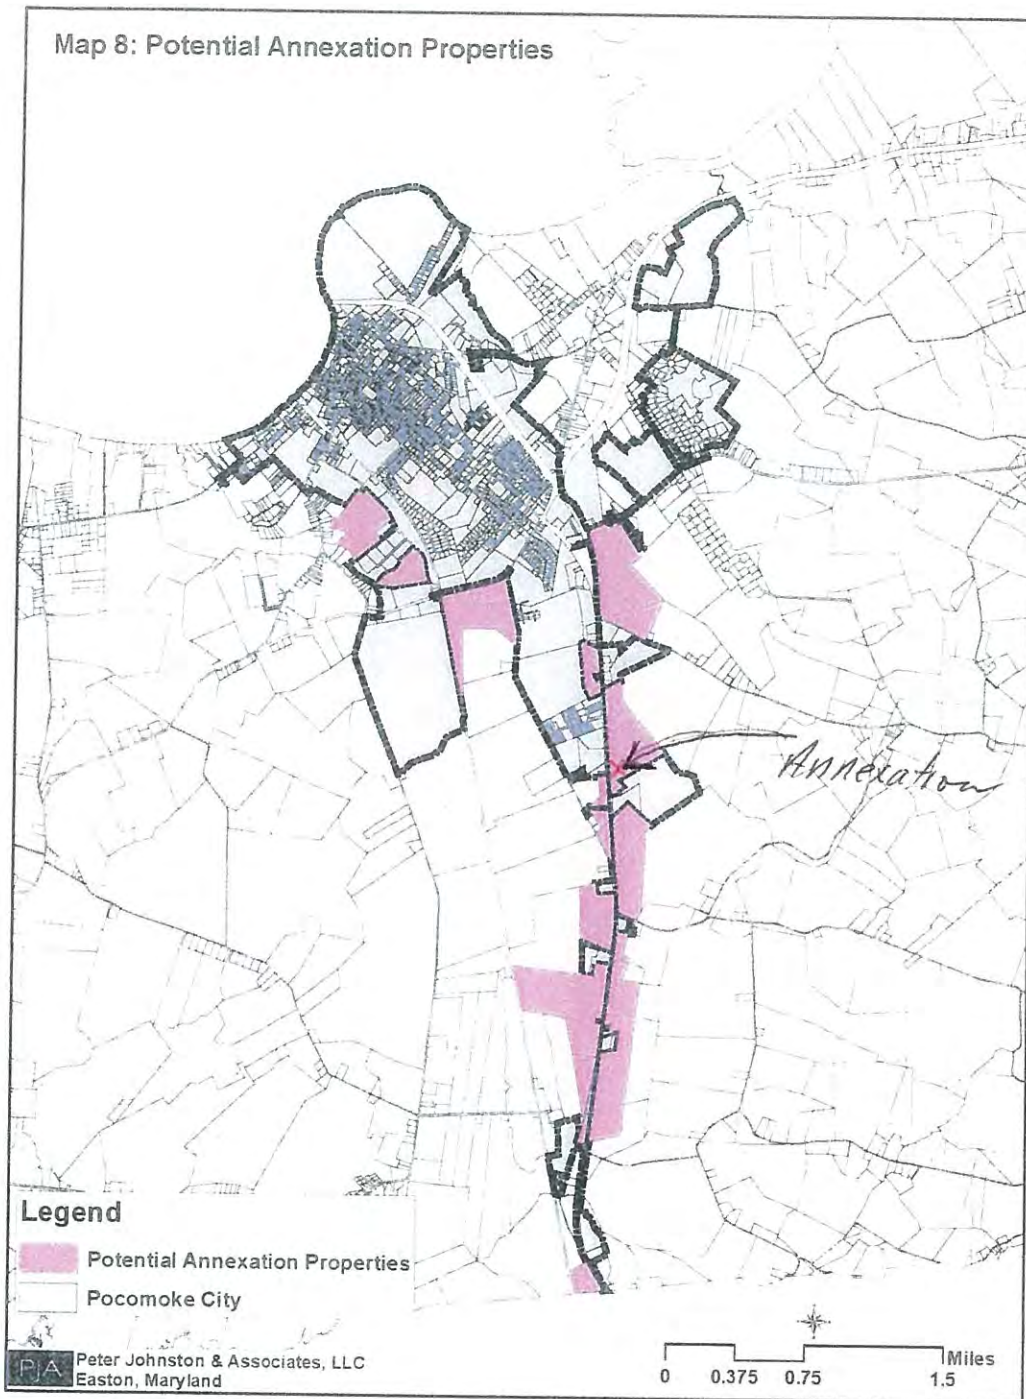 Map 8: Potential Annexation Properties
Annexation
Legend
Potential Annexation Properties
Pocomoke City
PJA
Peter Johnston & Associates, LLC
Easton, Maryland
Miles
0 0.375 0.75 1.5